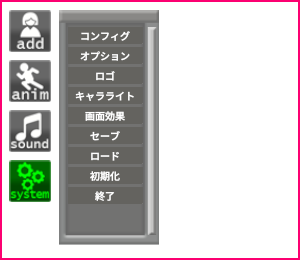 add
anim
sound
system
コンフィグ
オプション
ロゴ
キャラライト
画面効果
セーブ
ロード
初期化
終了